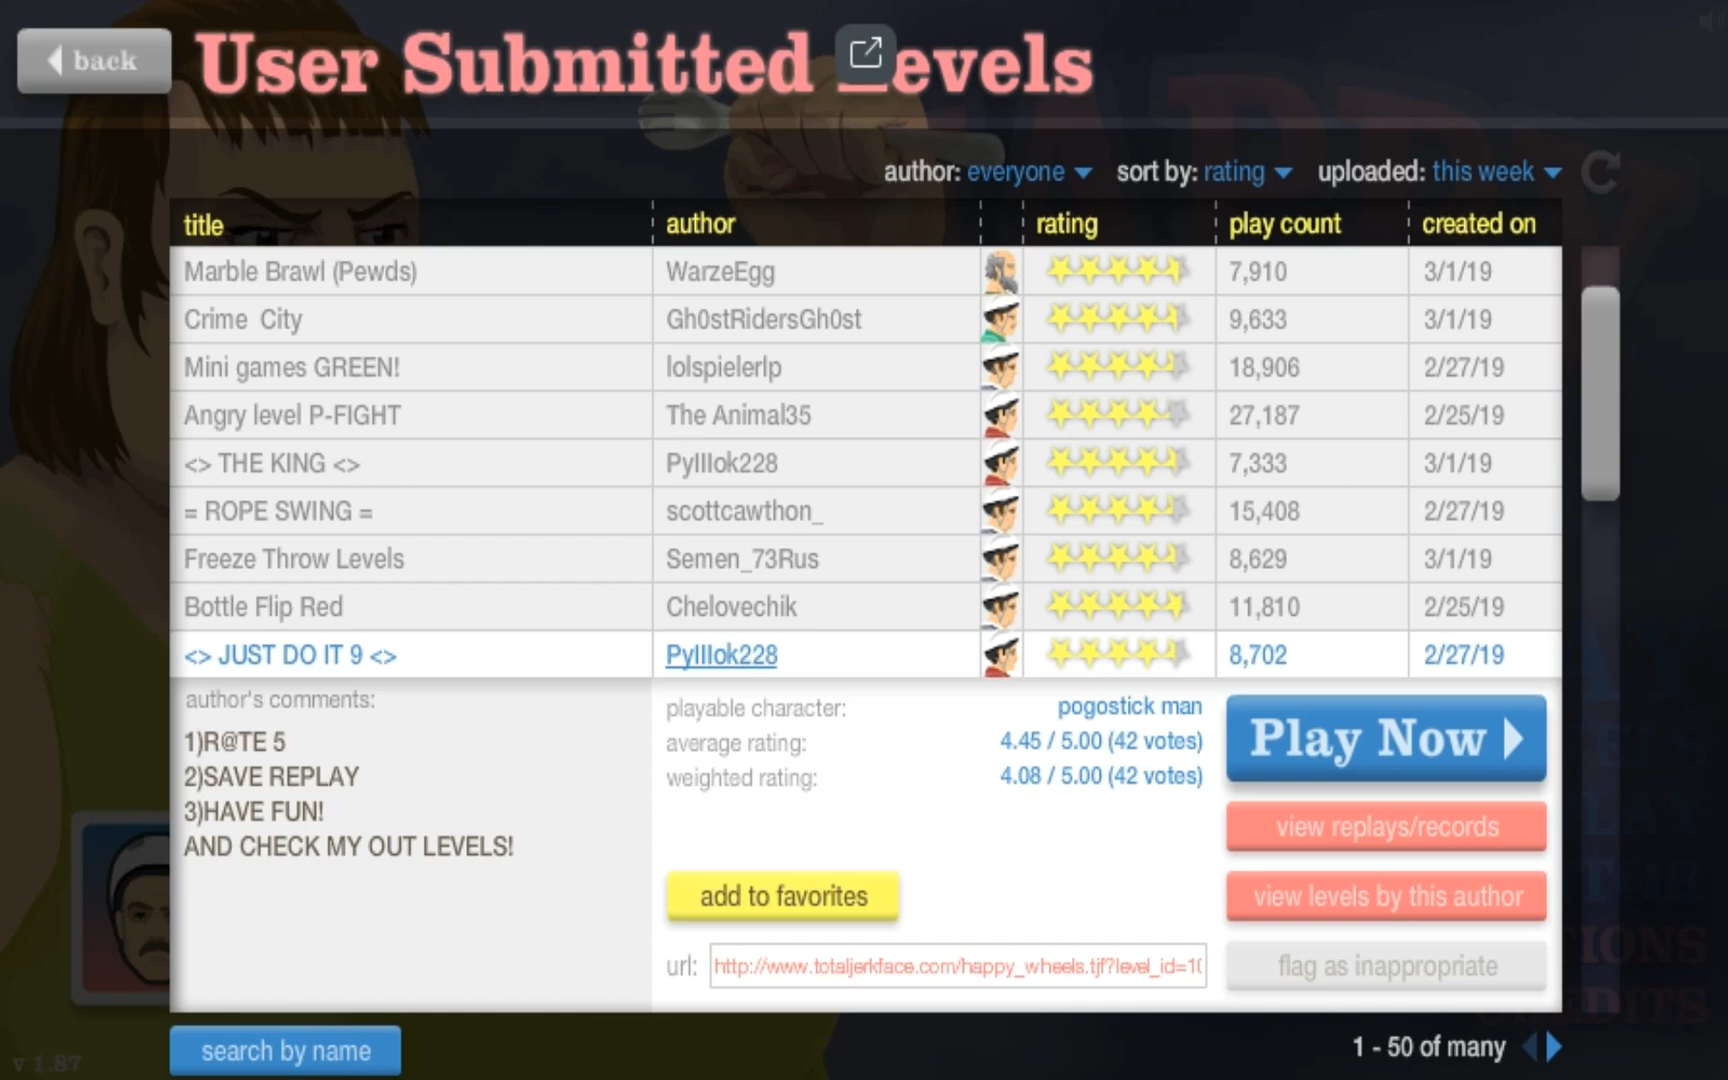 back
User Submitted Levels
author: everyone sort by: rating uploaded: this week
title author rating play count created on
Marble Brawl (Pewds) WarzeEgg 7,910 3/1/19
Crime City Gh0stRidersGh0st 9,633 3/1/19
Mini games GREEN! lolspielerlp 18,906 2/27/19
Angry level P-FIGHT The Animal35 27,187 2/25/19
<> THE KING <> PyIIIok228 7,333 3/1/19
= ROPE SWING = scottcawthon_ 15,408 2/27/19
Freeze Throw Levels Semen_73Rus 8,629 3/1/19
Bottle Flip Red Chelovechik 11,810 2/25/19
<> JUST DO IT 9 <> PyIIIok228 8,702 2/27/19
author's comments:
1)R@TE 5
2)SAVE REPLAY
3)HAVE FUN!
AND CHECK MY OUT LEVELS!
playable character: pogostick man
average rating: 4.45 / 5.00 (42 votes)
weighted rating: 4.08 / 5.00 (42 votes)
add to favorites
url: http://www.totaljerkface.com/happy_wheels.tjf?level_id=1(
Play Now
view replays/records
view levels by this author
flag as inappropriate
search by name
1 - 50 of many
v 1.87